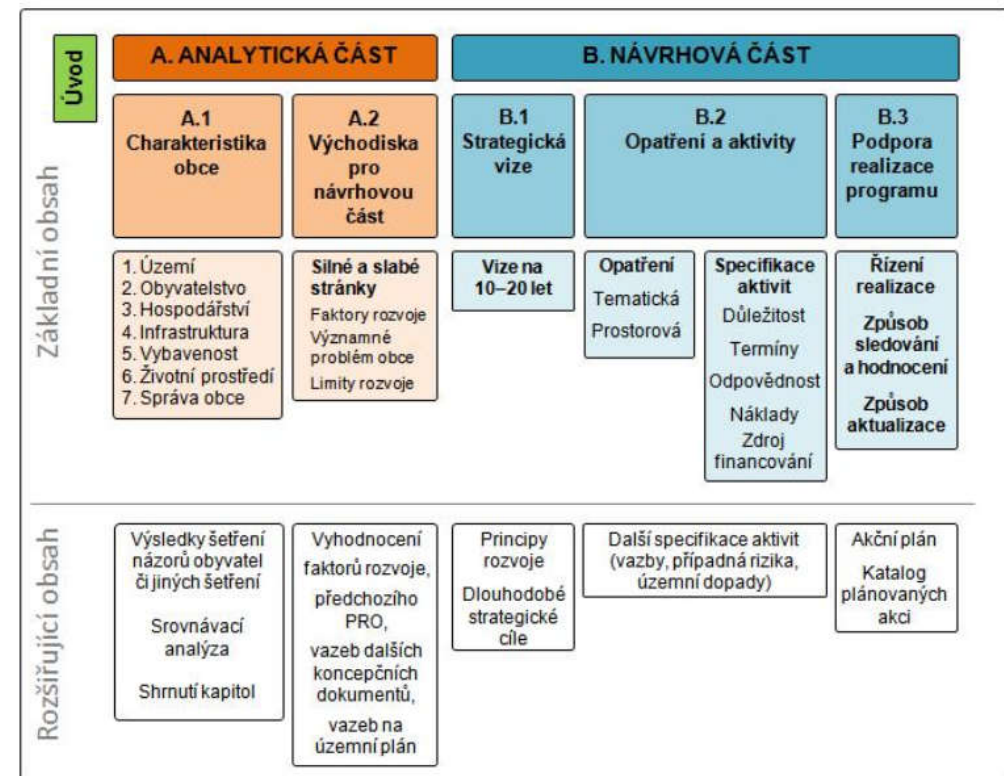 Úvod
A. ANALYTICKÁ ČÁST
B. NÁVRHOVÁ ČÁST
Základní obsah
A.1
Charakteristika
obce
A.2
Východiska
pro
návrhovou
část
B.1
Strategická
vize
B.2
Opatření a aktivity
B.3
Podpora
realizace
programu
1. Území
2. Obyvatelstvo
3. Hospodářství
4. Infrastruktura
5. Vybavenost
6. Životní prostředí
7. Správa obce
Silné a slabé
stránky
Faktory rozvoje
Významné
problém obce
Limity rozvoje
Vize na
10–20 let
Opatření
Tematická
Prostorová
Specifikace
aktivit
Důležitost
Termíny
Odpovědnost
Náklady
Zdroj
financování
Řízení
realizace
Způsob
sledování
a hodnocení
Způsob
aktualizace
Rozšiřující obsah
Výsledky šetření
názorů obyvatel
či jiných šetření
Srovnávací
analýza
Shrnutí kapitol
Vyhodnocení
faktorů rozvoje,
předchozího
PRO,
vazeb dalších
koncepčních
dokumentů,
vazeb na
územní plán
Principy
rozvoje
Dlouhodobé
strategické
cíle
Další specifikace aktivit
(vazby, případná rizika,
územní dopady)
Akční plán
Katalog
plánovaných
akci